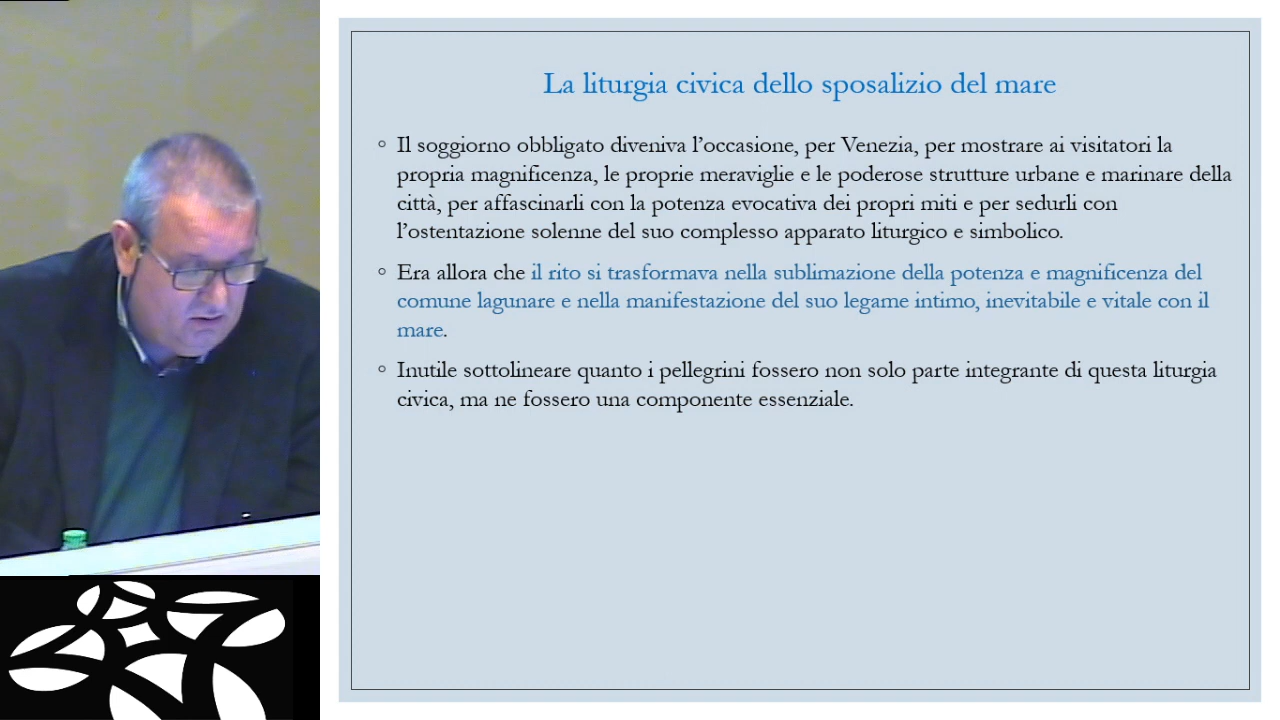 La liturgia civica dello sposalizio del mare
◦ Il soggiorno obbligato diveniva l’occasione, per Venezia, per mostrare ai visitatori la
propria magnificenza, le proprie meraviglie e le poderose strutture urbane e marinare della
città, per affascinarli con la potenza evocativa dei propri miti e per sedurli con
l’ostentazione solenne del suo complesso apparato liturgico e simbolico.
◦ Era allora che il rito si trasformava nella sublimazione della potenza e magnificenza del
comune lagunare e nella manifestazione del suo legame intimo, inevitabile e vitale con il
mare.
◦ Inutile sottolineare quanto i pellegrini fossero non solo parte integrante di questa liturgia
civica, ma ne fossero una componente essenziale.